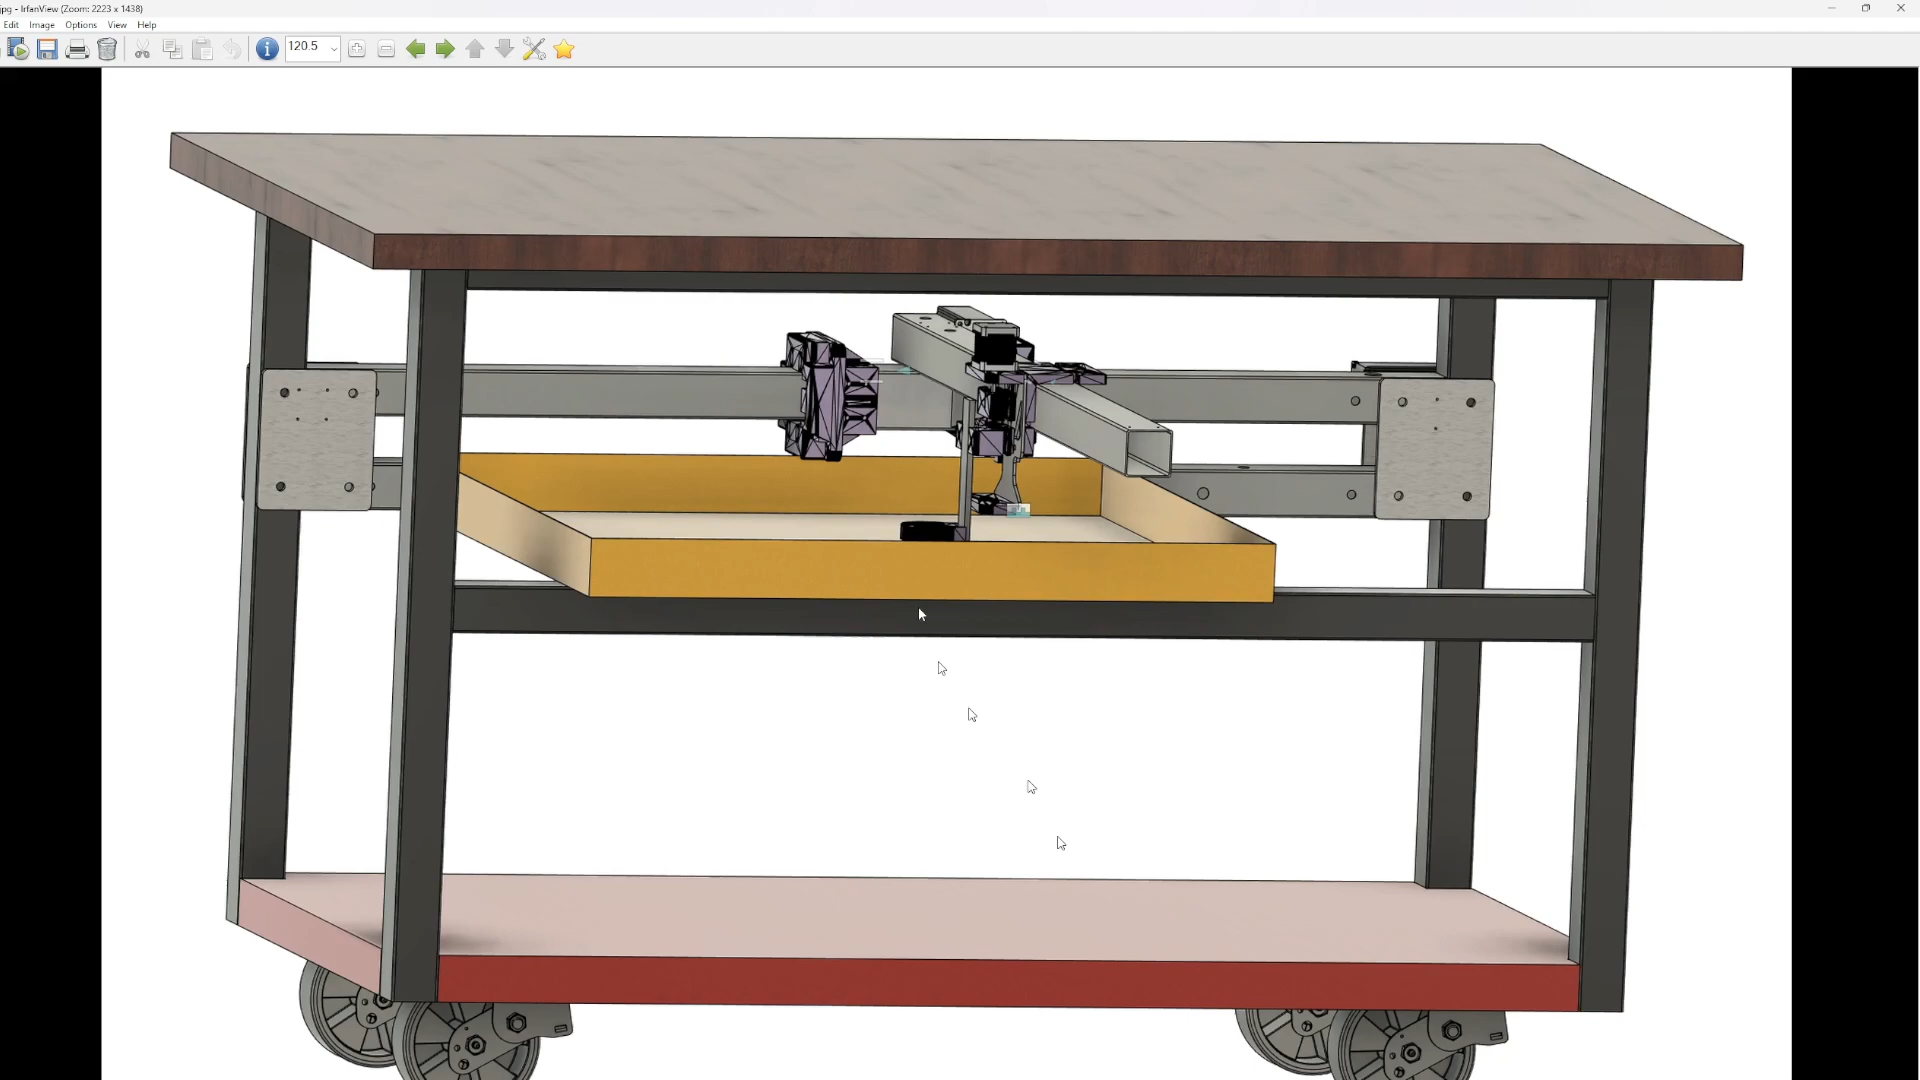 jpg - IrfanView (Zoom: 2223 x 1438)
Edit Image Options View Help
120.5